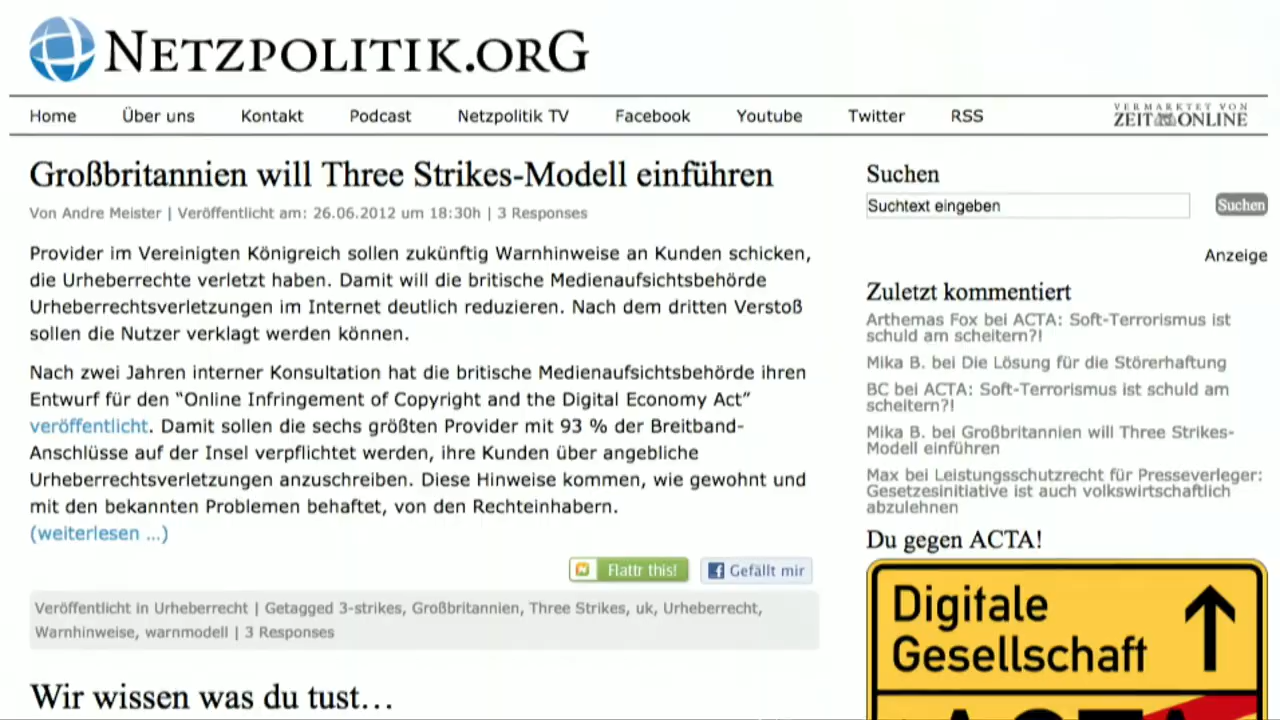 NETZPOLITIK.ORG
Home Über uns Kontakt Podcast Netzpolitik TV Facebook Youtube Twitter RSS
VERMARKTET VON
ZEIT ONLINE
Großbritannien will Three Strikes-Modell einführen
Von Andre Meister | Veröffentlicht am: 26.06.2012 um 18:30h | 3 Responses
Provider im Vereinigten Königreich sollen zukünftig Warnhinweise an Kunden schicken,
die Urheberrechte verletzt haben. Damit will die britische Medienaufsichtsbehörde
Urheberrechtsverletzungen im Internet deutlich reduzieren. Nach dem dritten Verstoß
sollen die Nutzer verklagt werden können.
Nach zwei Jahren interner Konsultation hat die britische Medienaufsichtsbehörde ihren
Entwurf für den “Online Infringement of Copyright and the Digital Economy Act”
veröffentlicht. Damit sollen die sechs größten Provider mit 93 % der Breitband-
Anschlüsse auf der Insel verpflichtet werden, ihre Kunden über angebliche
Urheberrechtsverletzungen anzuschreiben. Diese Hinweise kommen, wie gewohnt und
mit den bekannten Problemen behaftet, von den Rechteinhabern.
(weiterlesen ...)
Flattr this! Gefällt mir
Veröffentlicht in Urheberrecht | Getagged 3-strikes, Großbritannien, Three Strikes, uk, Urheberrecht,
Warnhinweise, warnmodell | 3 Responses
Wir wissen was du tust…
Suchen
Suchtext eingeben Suchen
Anzeige
Zuletzt kommentiert
Arthemas Fox bei ACTA: Soft-Terrorismus ist
schuld am scheitern?!
Mika B. bei Die Lösung für die Störerhaftung
BC bei ACTA: Soft-Terrorismus ist schuld am
scheitern?!
Mika B. bei Großbritannien will Three Strikes-
Modell einführen
Max bei Leistungsschutzrecht für Presseverleger:
Gesetzesinitiative ist auch volkswirtschaftlich
abzulehnen
Du gegen ACTA!
Digitale
Gesellschaft
ACTA